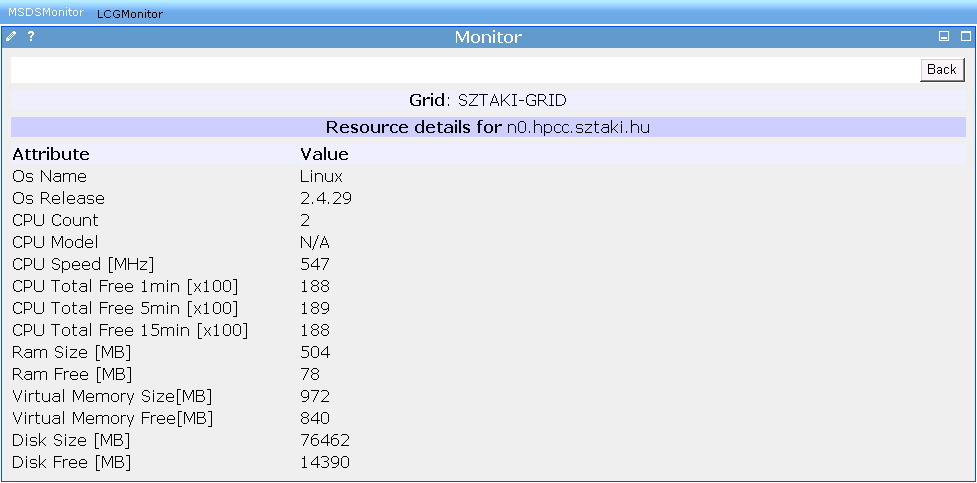 MSDSMonitor LCGMonitor
? Monitor
Back
Grid: SZTAKI-GRID
Resource details for n0.hpcc.sztaki.hu
Attribute Value
Os Name Linux
Os Release 2.4.29
CPU Count 2
CPU Model N/A
CPU Speed [MHz] 547
CPU Total Free 1min [x100] 188
CPU Total Free 5min [x100] 189
CPU Total Free 15min [x100] 188
Ram Size [MB] 504
Ram Free [MB] 78
Virtual Memory Size[MB] 972
Virtual Memory Free[MB] 840
Disk Size [MB] 76462
Disk Free [MB] 14390